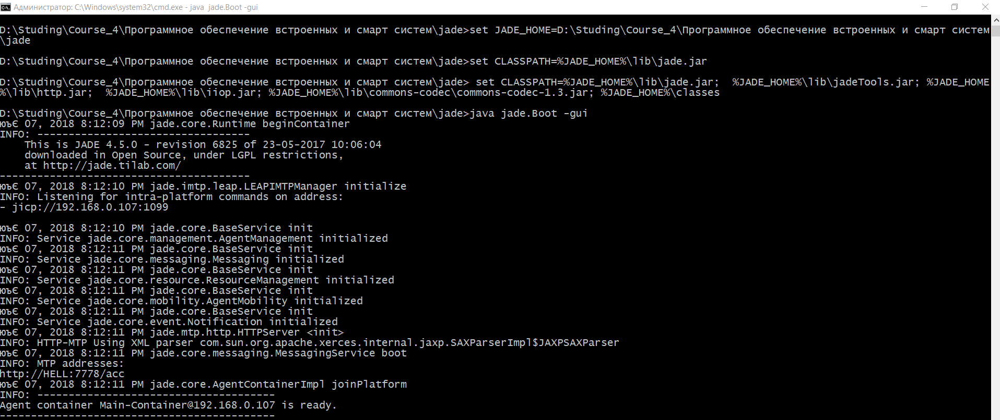 Администратор: C:\Windows\system32\cmd.exe - java  jade.Boot -gui
D:\Studing\Course_4\Программное обеспечение встроенных и смарт систем\jade>set JADE_HOME=D:\Studing\Course_4\Программное обеспечение встроенных и смарт систем
\jade
D:\Studing\Course_4\Программное обеспечение встроенных и смарт систем\jade>set CLASSPATH=%JADE_HOME%\lib\jade.jar
D:\Studing\Course_4\Программное обеспечение встроенных и смарт систем\jade> set CLASSPATH=%JADE_HOME%\lib\jade.jar;  %JADE_HOME%\lib\jadeTools.jar; %JADE_HOME
%\lib\http.jar;  %JADE_HOME%\lib\iiop.jar; %JADE_HOME%\lib\commons-codec\commons-codec-1.3.jar; %JADE_HOME%\classes
D:\Studing\Course_4\Программное обеспечение встроенных и смарт систем\jade>java jade.Boot -gui
юъЄ 07, 2018 8:12:09 PM jade.core.Runtime beginContainer
INFO: ----------------------------------
This is JADE 4.5.0 - revision 6825 of 23-05-2017 10:06:04
downloaded in Open Source, under LGPL restrictions,
at http://jade.tilab.com/
----------------------------------------
юъЄ 07, 2018 8:12:10 PM jade.imtp.leap.LEAPIMTPManager initialize
INFO: Listening for intra-platform commands on address:
- jicp://192.168.0.107:1099
юъЄ 07, 2018 8:12:10 PM jade.core.BaseService init
INFO: Service jade.core.management.AgentManagement initialized
юъЄ 07, 2018 8:12:11 PM jade.core.BaseService init
INFO: Service jade.core.messaging.Messaging initialized
юъЄ 07, 2018 8:12:11 PM jade.core.BaseService init
INFO: Service jade.core.resource.ResourceManagement initialized
юъЄ 07, 2018 8:12:11 PM jade.core.BaseService init
INFO: Service jade.core.mobility.AgentMobility initialized
юъЄ 07, 2018 8:12:11 PM jade.core.BaseService init
INFO: Service jade.core.event.Notification initialized
юъЄ 07, 2018 8:12:11 PM jade.mtp.http.HTTPServer <init>
INFO: HTTP-MTP Using XML parser com.sun.org.apache.xerces.internal.jaxp.SAXParserImpl$JAXPSAXParser
юъЄ 07, 2018 8:12:11 PM jade.core.messaging.MessagingService boot
INFO: MTP addresses:
http://HELL:7778/acc
юъЄ 07, 2018 8:12:11 PM jade.core.AgentContainerImpl joinPlatform
INFO: --------------------------------------
Agent container Main-Container@192.168.0.107 is ready.
--------------------------------------------